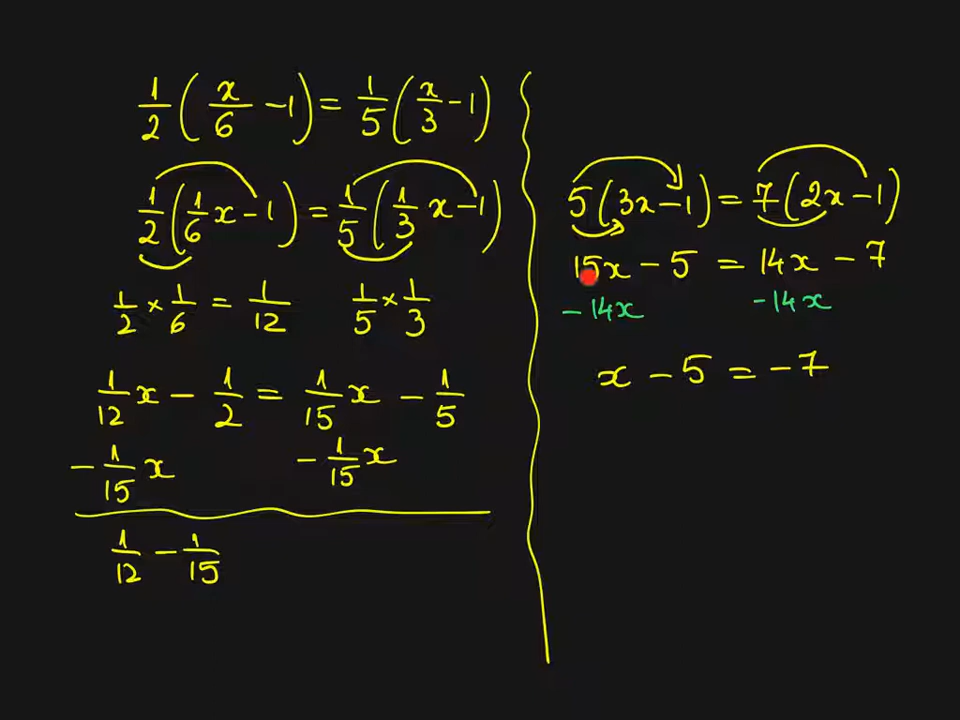 1/2 (x/6 - 1) = 1/5 (x/3 - 1)
1/2 (1/6 x - 1) = 1/5 (1/3 x - 1)
1/2 × 1/6 = 1/12    1/5 × 1/3
1/12 x - 1/2 = 1/15 x - 1/5
- 1/15 x    - 1/15 x
1/12 - 1/15
5(3x - 1) = 7(2x - 1)
15x - 5 = 14x - 7
- 14x    - 14x
x - 5 = - 7